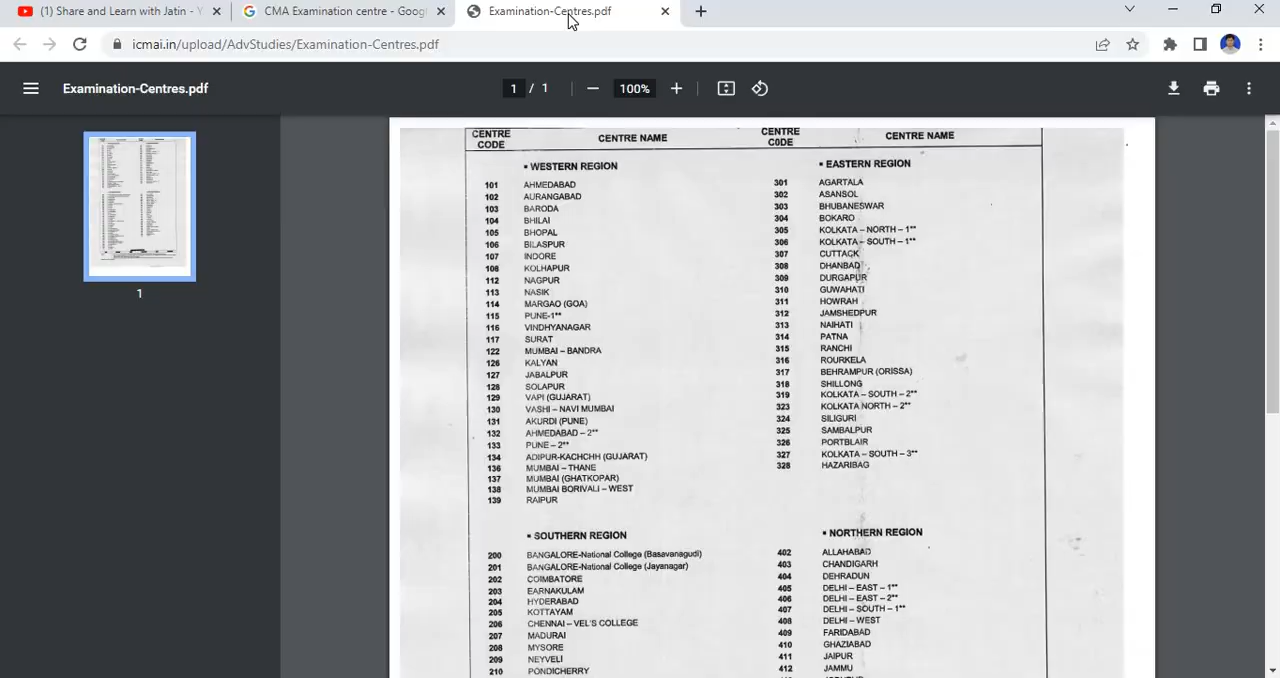 (1) Share and Learn with Jatin - Y
CMA Examination centre - Goog
Examination-Centres.pdf
icmai.in/upload/AdvStudies/Examination-Centres.pdf
Examination-Centres.pdf
1 / 1
100%
1
CENTRE CODE CENTRE NAME CENTRE C0DE CENTRE NAME
▪ WESTERN REGION
101 AHMEDABAD
102 AURANGABAD
103 BARODA
104 BHILAI
105 BHOPAL
106 BILASPUR
107 INDORE
108 KOLHAPUR
112 NAGPUR
113 NASIK
114 MARGAO (GOA)
115 PUNE-1**
116 VINDHYANAGAR
117 SURAT
122 MUMBAI – BANDRA
126 KALYAN
127 JABALPUR
128 SOLAPUR
129 VAPI (GUJARAT)
130 VASHI – NAVI MUMBAI
131 AKURDI (PUNE)
132 AHMEDABAD – 2**
133 PUNE – 2**
134 ADIPUR-KACHCHH (GUJARAT)
136 MUMBAI – THANE
137 MUMBAI (GHATKOPAR)
138 MUMBAI BORIVALI – WEST
139 RAIPUR
▪ EASTERN REGION
301 AGARTALA
302 ASANSOL
303 BHUBANESWAR
304 BOKARO
305 KOLKATA – NORTH – 1**
306 KOLKATA – SOUTH – 1**
307 CUTTACK
308 DHANBAD
309 DURGAPUR
310 GUWAHATI
311 HOWRAH
312 JAMSHEDPUR
313 NAIHATI
314 PATNA
315 RANCHI
316 ROURKELA
317 BEHRAMPUR (ORISSA)
318 SHILLONG
319 KOLKATA – SOUTH – 2**
323 KOLKATA NORTH – 2**
324 SILIGURI
325 SAMBALPUR
326 PORTBLAIR
327 KOLKATA – SOUTH – 3**
328 HAZARIBAG
▪ SOUTHERN REGION
200 BANGALORE-National College (Basavanagudi)
201 BANGALORE-National College (Jayanagar)
202 COIMBATORE
203 EARNAKULAM
204 HYDERABAD
205 KOTTAYAM
206 CHENNAI – VEL'S COLLEGE
207 MADURAI
208 MYSORE
209 NEYVELI
210 PONDICHERRY
▪ NORTHERN REGION
402 ALLAHABAD
403 CHANDIGARH
404 DEHRADUN
405 DELHI – EAST – 1**
406 DELHI – EAST – 2**
407 DELHI – SOUTH – 1**
408 DELHI – WEST
409 FARIDABAD
410 GHAZIABAD
411 JAIPUR
412 JAMMU